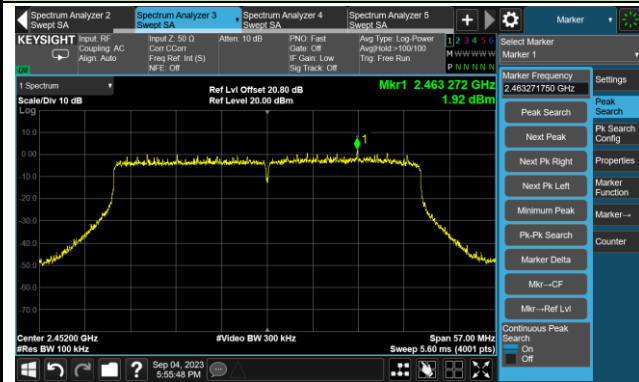 Spectrum Analyzer 2
Swept SA
Spectrum Analyzer 3
Swept SA
Spectrum Analyzer 4
Swept SA
Spectrum Analyzer 5
Swept SA
Marker
KEYSIGHT
Input: RF
Coupling: AC
Align: Auto
Input Z: 50 Ω
Corr CCorr
Freq Ref: Int (S)
NFE: Off
Atten: 10 dB
PNO: Fast
Gate: Off
IF Gain: Low
Sig Track: Off
Avg Type: Log-Power
Avg|Hold:>100/100
Trig: Free Run
1 2 3 4 5 6
M W W W W W
P N N N N N
LXI
Select Marker
Marker 1
1 Spectrum
Scale/Div 10 dB
Log
Ref Lvl Offset 20.80 dB
Ref Level 20.00 dBm
Mkr1 2.463 272 GHz
1.92 dBm
Marker Frequency
2.463271750 GHz
Peak Search
Next Peak
Next Pk Right
Next Pk Left
Minimum Peak
Pk-Pk Search
Marker Delta
Mkr→CF
Mkr→Ref Lvl
Continuous Peak
Search
On
Off
Settings
Peak
Search
Pk Search
Config
Properties
Marker
Function
Marker→
Counter
10.0
0.00
-10.0
-20.0
-30.0
-40.0
-50.0
-60.0
-70.0
1
Center 2.45200 GHz
#Res BW 100 kHz
#Video BW 300 kHz
Span 57.00 MHz
Sweep 5.60 ms (4001 pts)
Sep 04, 2023
5:55:48 PM